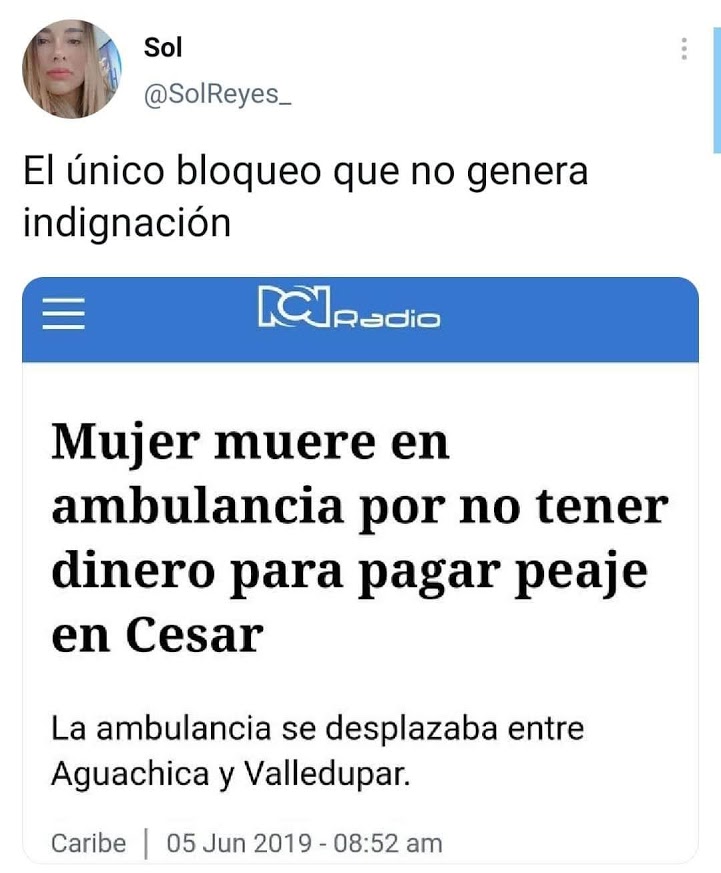 Sol
@SolReyes_
El único bloqueo que no genera
indignación
RCN Radio
Mujer muere en
ambulancia por no tener
dinero para pagar peaje
en Cesar
La ambulancia se desplazaba entre
Aguachica y Valledupar.
Caribe | 05 Jun 2019 - 08:52 am